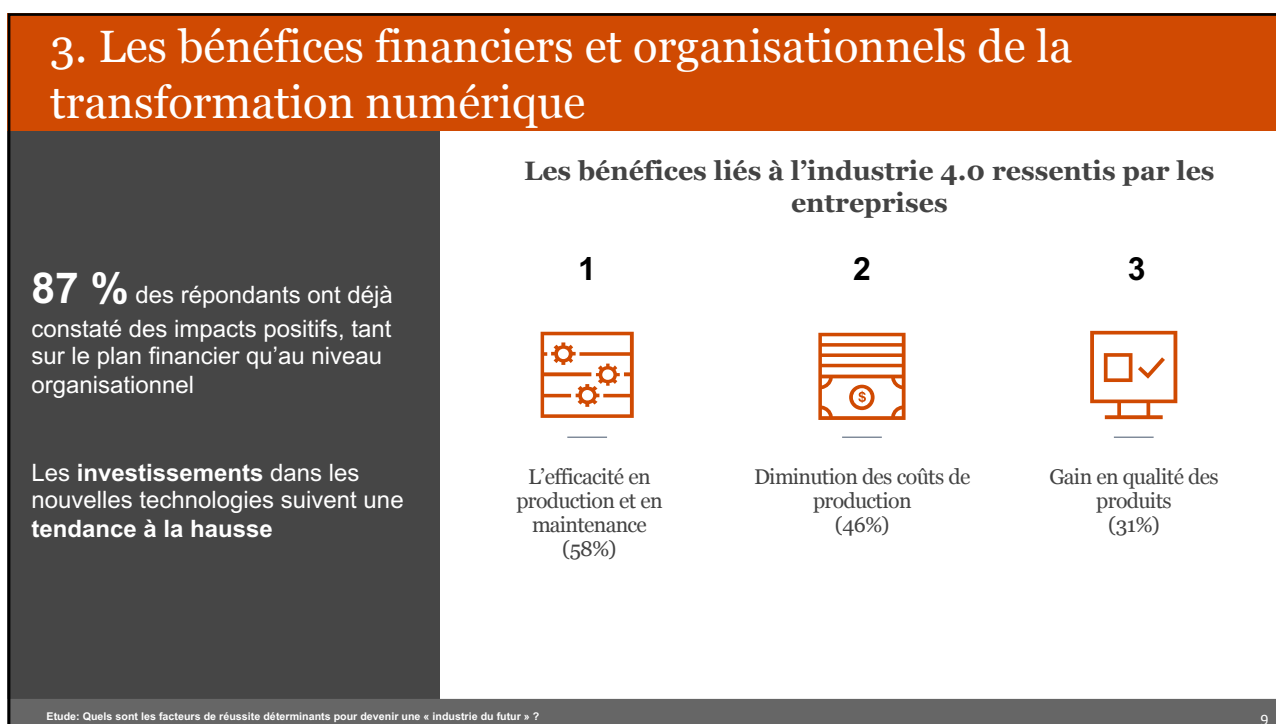 3. Les bénéfices financiers et organisationnels de la
transformation numérique
87 % des répondants ont déjà
constaté des impacts positifs, tant
sur le plan financier qu’au niveau
organisationnel
Les investissements dans les
nouvelles technologies suivent une
tendance à la hausse
Les bénéfices liés à l’industrie 4.0 ressentis par les
entreprises
1
$
L’efficacité en
production et en
maintenance
(58%)
2
Diminution des coûts de
production
(46%)
3
Gain en qualité des
produits
(31%)
Etude: Quels sont les facteurs de réussite déterminants pour devenir une « industrie du futur » ?
9